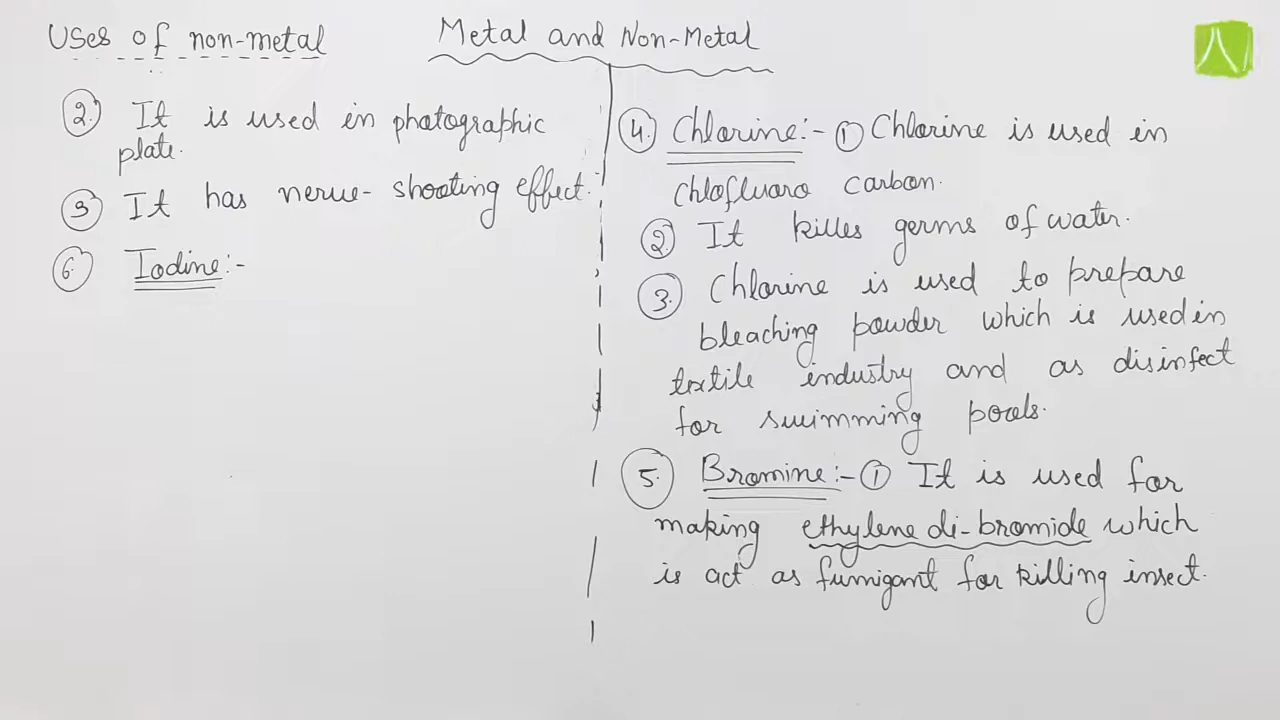 Uses of non-metal
Metal and Non-Metal
② It is used in photographic
plate.
③ It has nerve-shooting effect.
⑥ Iodine:-
④ Chlorine:- ① Chlorine is used in
chlofluoro carbon.
② It killes germs of water.
③ Chlorine is used to prepare
bleaching powder which is used in
textile industry and as disinfect
for swimming pools.
⑤ Bromine:- ① It is used for
making ethylene di-bromide which
is act as fumigant for killing insect.